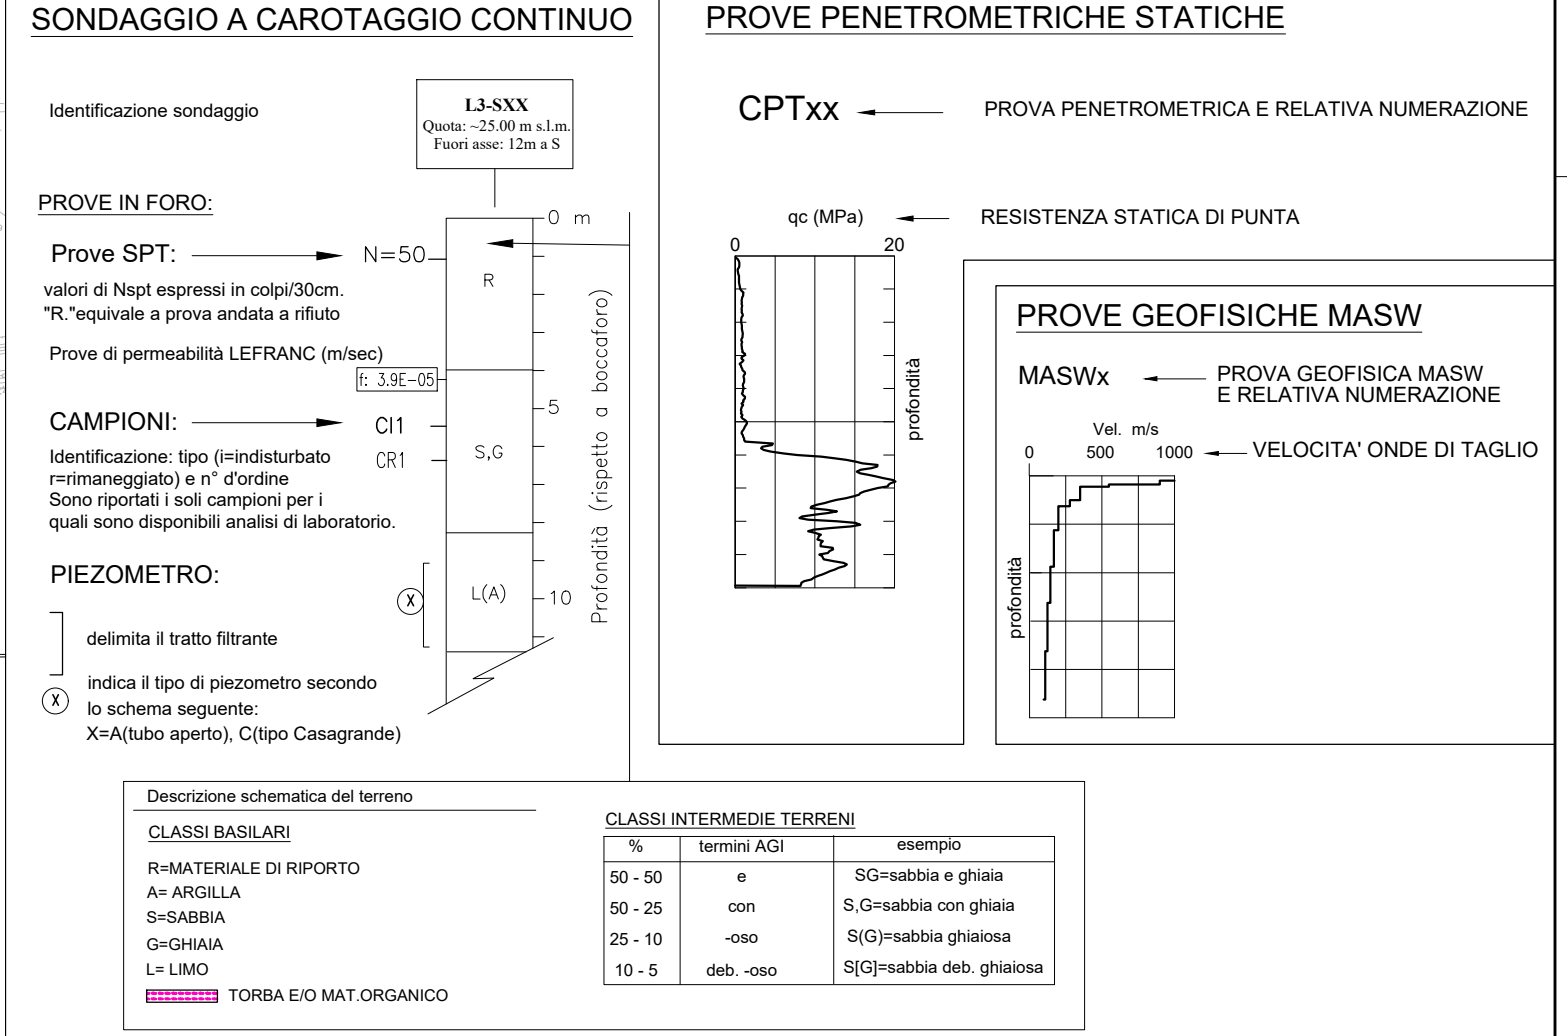 SONDAGGIO A CAROTAGGIO CONTINUO
Identificazione sondaggio
L3-SXX
Quota: ~25.00 m s.l.m.
Fuori asse: 12m a S
PROVE IN FORO:
Prove SPT:
N=50
valori di Nspt espressi in colpi/30cm.
"R."equivale a prova andata a rifiuto
Prove di permeabilità LEFRANC (m/sec)
f: 3.9E-05
CAMPIONI:
CI1
CR1
Identificazione: tipo (i=indisturbato
r=rimaneggiato) e n° d'ordine
Sono riportati i soli campioni per i
quali sono disponibili analisi di laboratorio.
PIEZOMETRO:
delimita il tratto filtrante
X
indica il tipo di piezometro secondo
lo schema seguente:
X=A(tubo aperto), C(tipo Casagrande)
X
0 m
R
5
S,G
L(A)
10
Profondità (rispetto a boccaforo)
PROVE PENETROMETRICHE STATICHE
CPTxx
PROVA PENETROMETRICA E RELATIVA NUMERAZIONE
qc (MPa)
RESISTENZA STATICA DI PUNTA
0 20
profondità
PROVE GEOFISICHE MASW
MASWx
PROVA GEOFISICA MASW
E RELATIVA NUMERAZIONE
Vel. m/s
0 500 1000
VELOCITA' ONDE DI TAGLIO
profondità
Descrizione schematica del terreno
CLASSI BASILARI
R=MATERIALE DI RIPORTO
A= ARGILLA
S=SABBIA
G=GHIAIA
L= LIMO
TORBA E/O MAT.ORGANICO
CLASSI INTERMEDIE TERRENI
% termini AGI esempio
50 - 50 e SG=sabbia e ghiaia
50 - 25 con S,G=sabbia con ghiaia
25 - 10 -oso S(G)=sabbia ghiaiosa
10 - 5 deb. -oso S[G]=sabbia deb. ghiaiosa